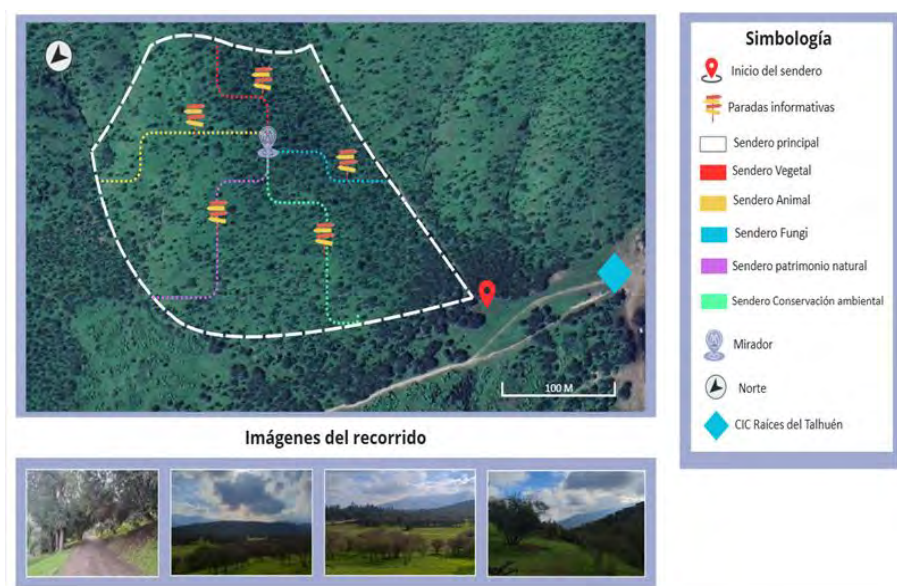 100 M
Simbología
Inicio del sendero
Paradas informativas
Sendero principal
Sendero Vegetal
Sendero Animal
Sendero Fungi
Sendero patrimonio natural
Sendero Conservación ambiental
Mirador
Norte
CIC Raíces del Talhuén
Imágenes del recorrido